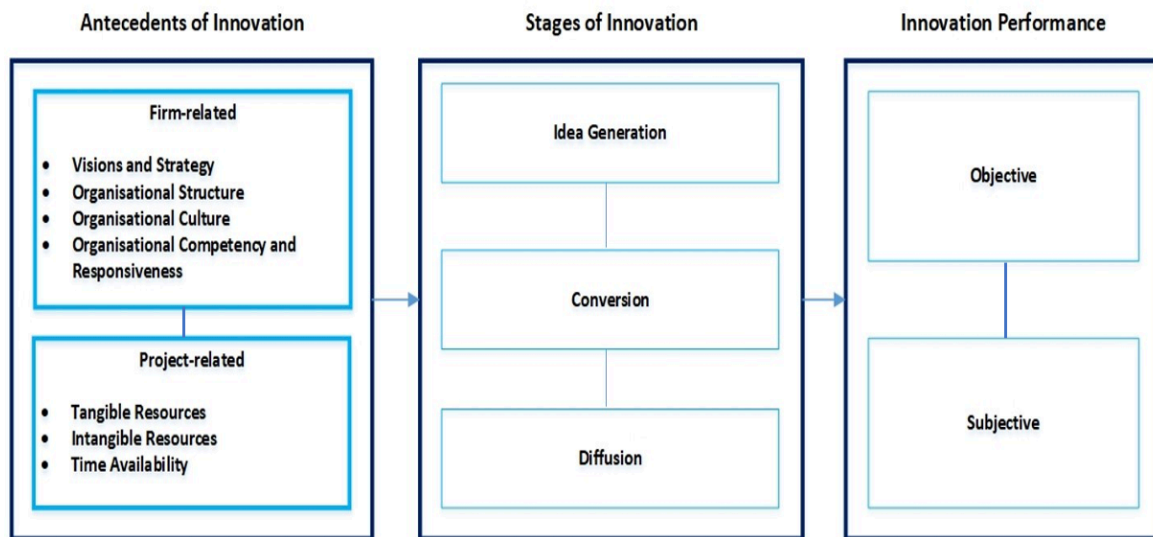 Antecedents of Innovation
Firm-related
• Visions and Strategy
• Organisational Structure
• Organisational Culture
• Organisational Competency and
Responsiveness
Project-related
• Tangible Resources
• Intangible Resources
• Time Availability
Stages of Innovation
Idea Generation
Conversion
Diffusion
Innovation Performance
Objective
Subjective